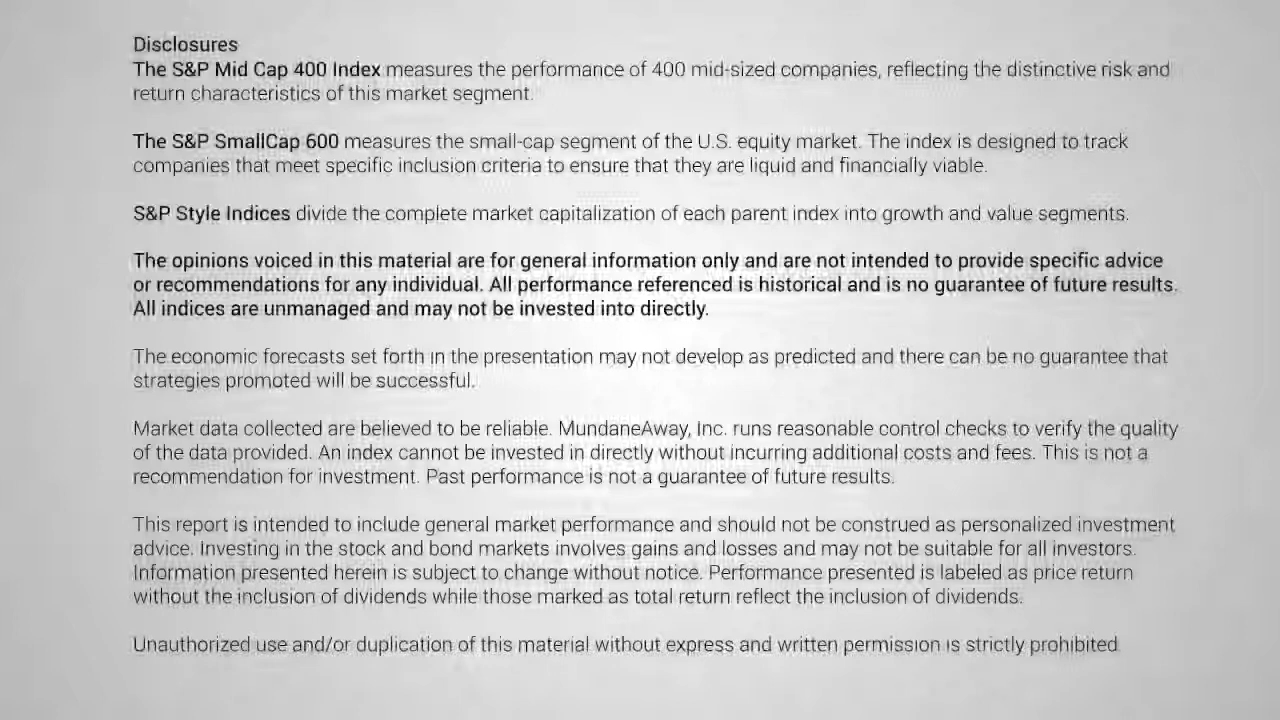 Disclosures
The S&P Mid Cap 400 Index measures the performance of 400 mid-sized companies, reflecting the distinctive risk and
return characteristics of this market segment.
The S&P SmallCap 600 measures the small-cap segment of the U.S. equity market. The index is designed to track
companies that meet specific inclusion criteria to ensure that they are liquid and financially viable.
S&P Style Indices divide the complete market capitalization of each parent index into growth and value segments.
The opinions voiced in this material are for general information only and are not intended to provide specific advice
or recommendations for any individual. All performance referenced is historical and is no guarantee of future results.
All indices are unmanaged and may not be invested into directly.
The economic forecasts set forth in the presentation may not develop as predicted and there can be no guarantee that
strategies promoted will be successful.
Market data collected are believed to be reliable. MundaneAway, Inc. runs reasonable control checks to verify the quality
of the data provided. An index cannot be invested in directly without incurring additional costs and fees. This is not a
recommendation for investment. Past performance is not a guarantee of future results.
This report is intended to include general market performance and should not be construed as personalized investment
advice. Investing in the stock and bond markets involves gains and losses and may not be suitable for all investors.
Information presented herein is subject to change without notice. Performance presented is labeled as price return
without the inclusion of dividends while those marked as total return reflect the inclusion of dividends.
Unauthorized use and/or duplication of this material without express and written permission is strictly prohibited